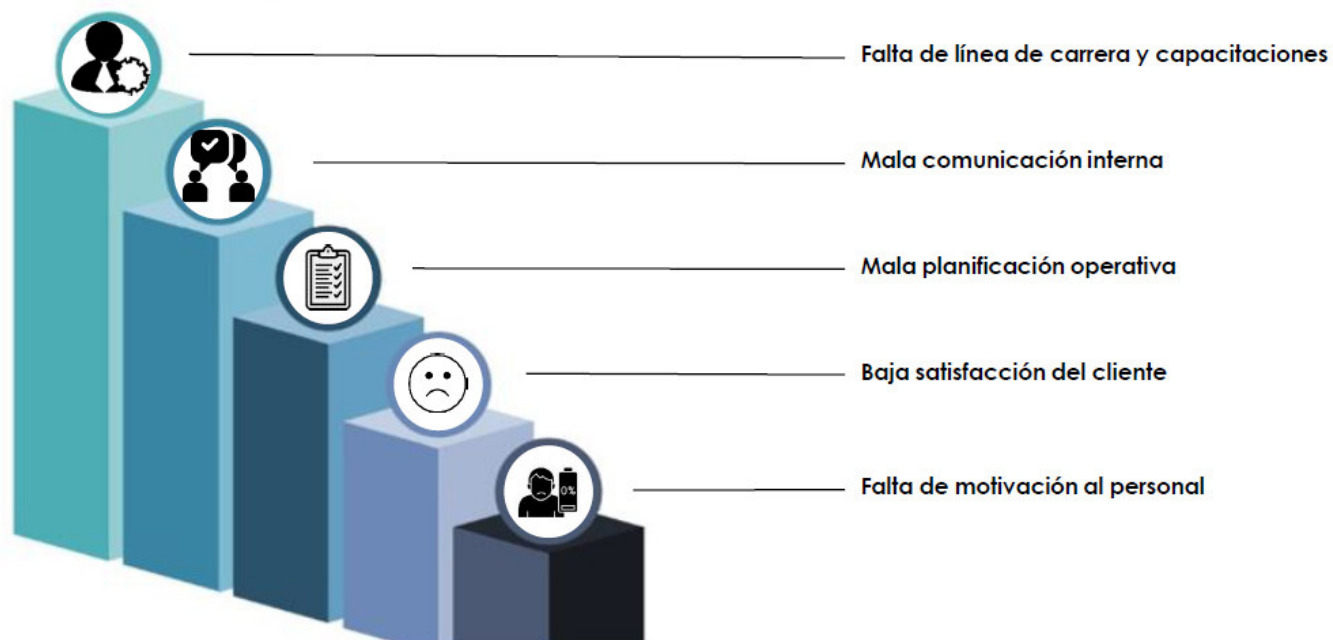 Falta de línea de carrera y capacitaciones
Mala comunicación interna
Mala planificación operativa
Baja satisfacción del cliente
0%
Falta de motivación al personal